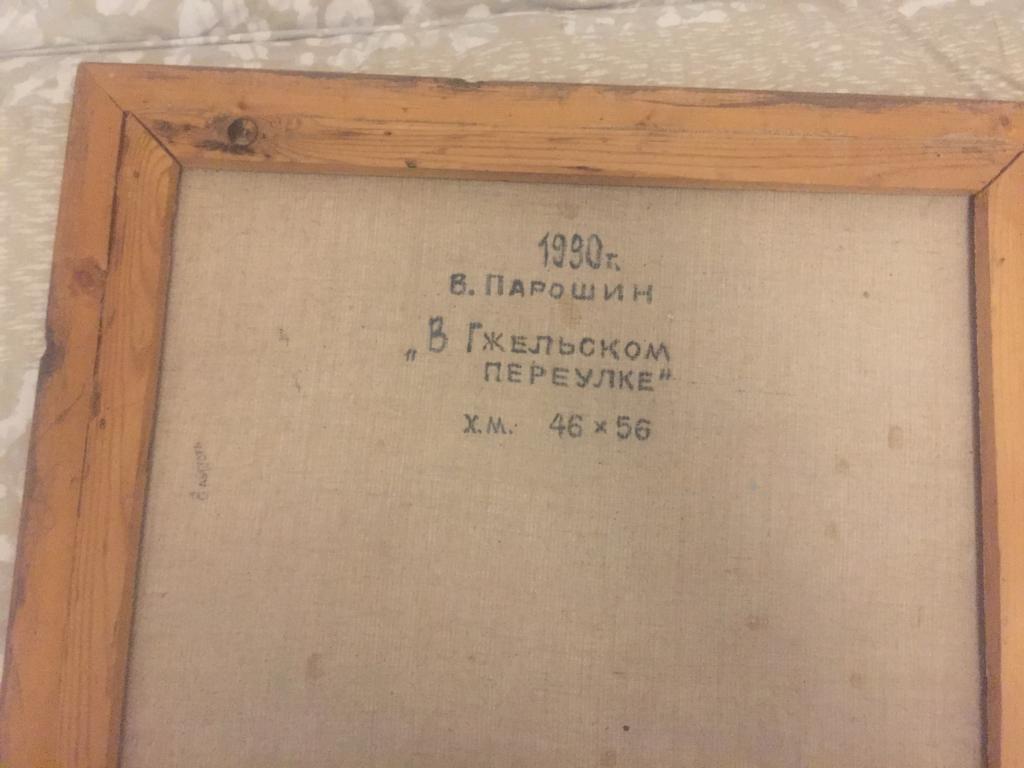 1990г.
В. ПАРОШИН
„В ГЖЕЛЬСКОМ
ПЕРЕУЛКЕ"
Х.М. 46 × 56